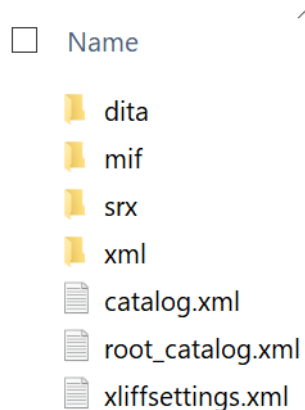 Name
dita
mif
srx
xml
catalog.xml
root_catalog.xml
xliffsettings.xml